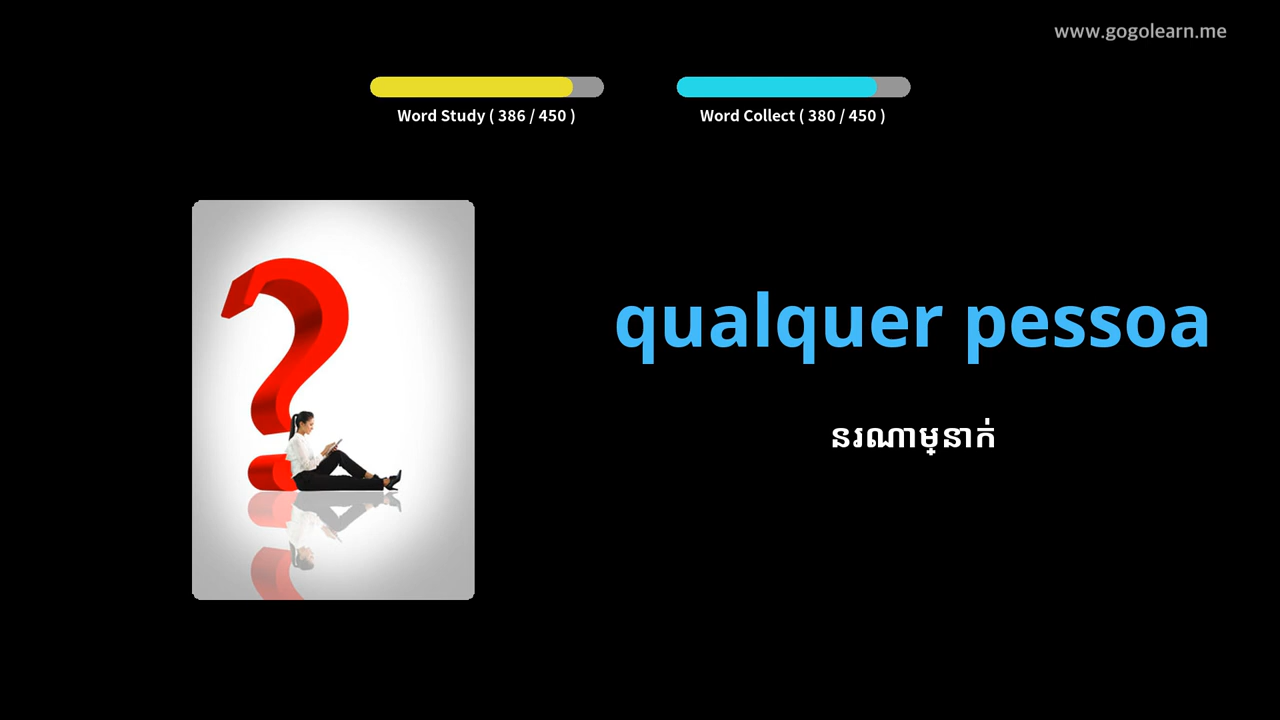 www.gogolearn.me
Word Study ( 386 / 450 )
Word Collect ( 380 / 450 )
qualquer pessoa
នរណាម្នាក់